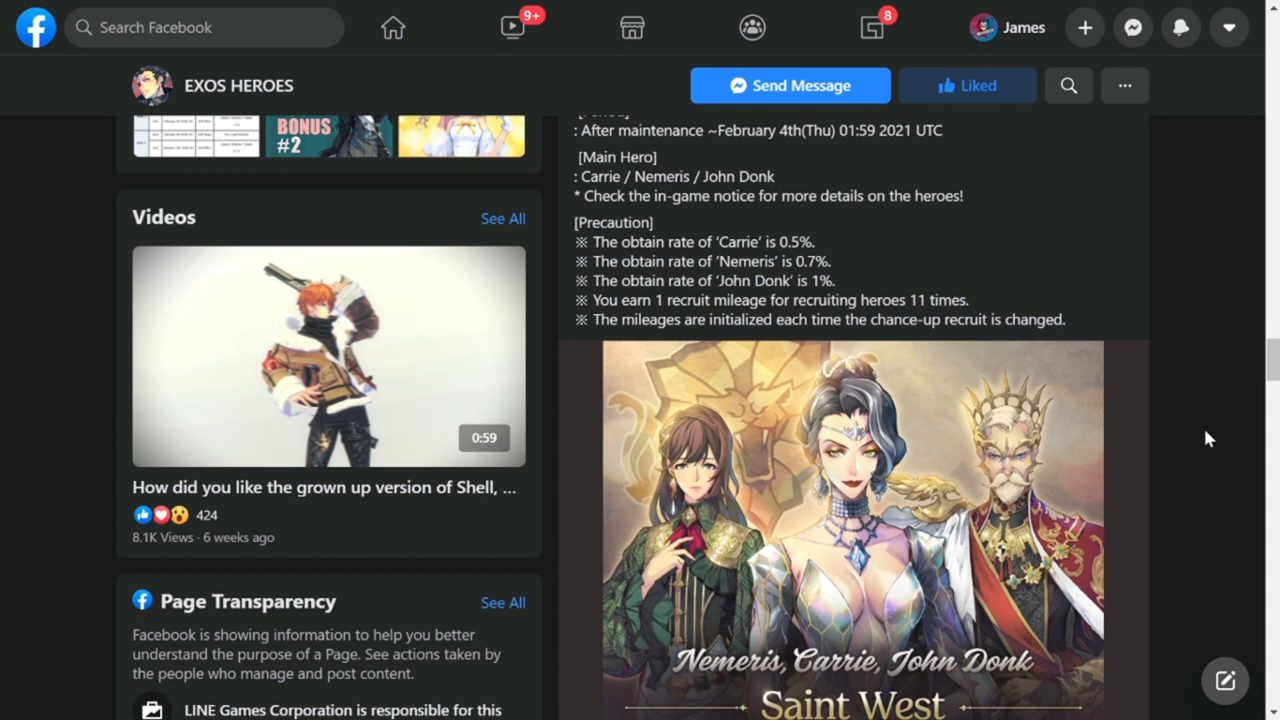 Search Facebook
9+
8
James
EXOS HEROES
Send Message
Liked
BONUS
#2
Videos
See All
0:59
How did you like the grown up version of Shell, ...
424
8.1K Views · 6 weeks ago
Page Transparency
See All
Facebook is showing information to help you better
understand the purpose of a Page. See actions taken by
the people who manage and post content.
LINE Games Corporation is responsible for this
: After maintenance ~February 4th(Thu) 01:59 2021 UTC
[Main Hero]
: Carrie / Nemeris / John Donk
* Check the in-game notice for more details on the heroes!
[Precaution]
※ The obtain rate of ‘Carrie’ is 0.5%.
※ The obtain rate of ‘Nemeris’ is 0.7%.
※ The obtain rate of ‘John Donk’ is 1%.
※ You earn 1 recruit mileage for recruiting heroes 11 times.
※ The mileages are initialized each time the chance-up recruit is changed.
Nemeris, Carrie, John Donk
Saint West